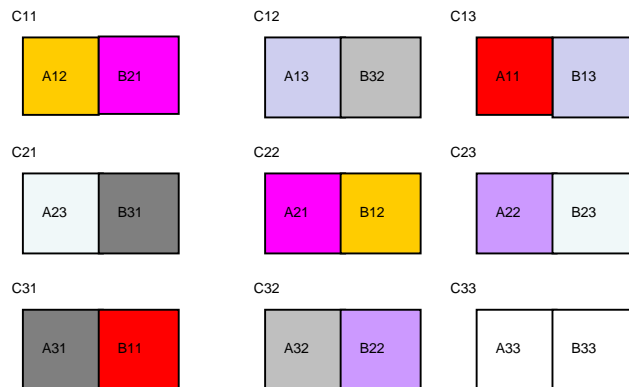 C11 C12 C13
A12 B21 A13 B32 A11 B13
C21 C22 C23
A23 B31 A21 B12 A22 B23
C31 C32 C33
A31 B11 A32 B22 A33 B33